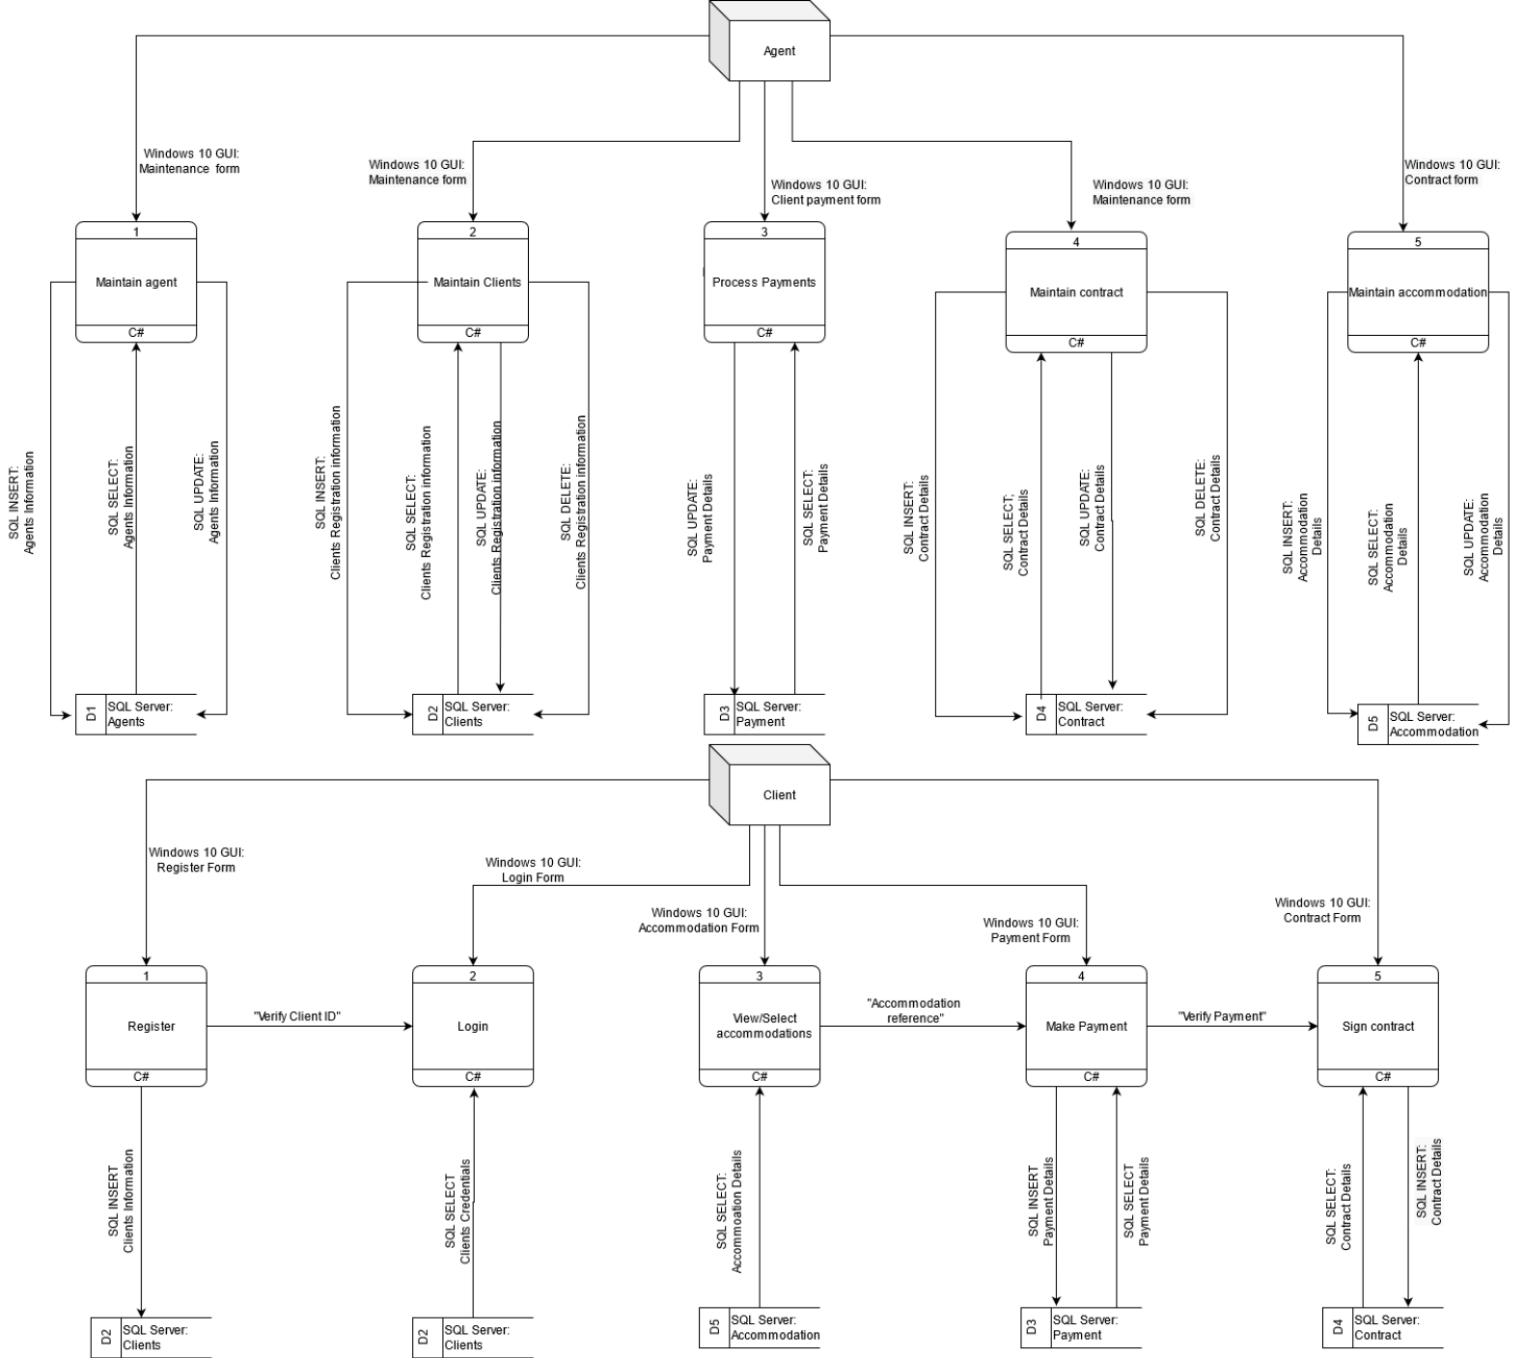 Agent
Windows 10 GUI:
Maintenance form
Windows 10 GUI:
Maintenance form
Windows 10 GUI:
Client payment form
Windows 10 GUI:
Maintenance form
Windows 10 GUI:
Contract form
1
Maintain agent
C#
2
Maintain Clients
C#
3
Process Payments
C#
4
Maintain contract
C#
5
Maintain accommodation
C#
SQL INSERT:
Agents Information
SQL SELECT:
Agents Information
SQL UPDATE:
Agents Information
SQL INSERT:
Clients Registration information
SQL SELECT:
Clients Registration information
SQL UPDATE:
Clients Registration information
SQL DELETE:
Clients Registration information
SQL UPDATE:
Payment Details
SQL SELECT:
Payment Details
SQL INSERT:
Contract Details
SQL SELECT:
Contract Details
SQL UPDATE:
Contract Details
SQL DELETE:
Contract Details
SQL INSERT:
Accommodation
Details
SQL SELECT:
Accommodation
Details
SQL UPDATE:
Accommodation
Details
D1
SQL Server:
Agents
D2
SQL Server:
Clients
D3
SQL Server:
Payment
D4
SQL Server:
Contract
D5
SQL Server:
Accommodation
Client
Windows 10 GUI:
Register Form
Windows 10 GUI:
Login Form
Windows 10 GUI:
Accommodation Form
Windows 10 GUI:
Payment Form
Windows 10 GUI:
Contract Form
1
Register
C#
"Verify Client ID"
2
Login
C#
3
View/Select
accommodations
C#
"Accommodation
reference"
4
Make Payment
C#
"Verify Payment"
5
Sign contract
C#
SQL INSERT
Clients Information
SQL SELECT
Clients Credentials
SQL SELECT:
Accommoation Details
SQL INSERT
Payment Details
SQL SELECT
Payment Details
SQL SELECT:
Contract Details
SQL INSERT:
Contract Details
D2
SQL Server:
Clients
D2
SQL Server:
Clients
D5
SQL Server:
Accommodation
D3
SQL Server:
Payment
D4
SQL Server:
Contract